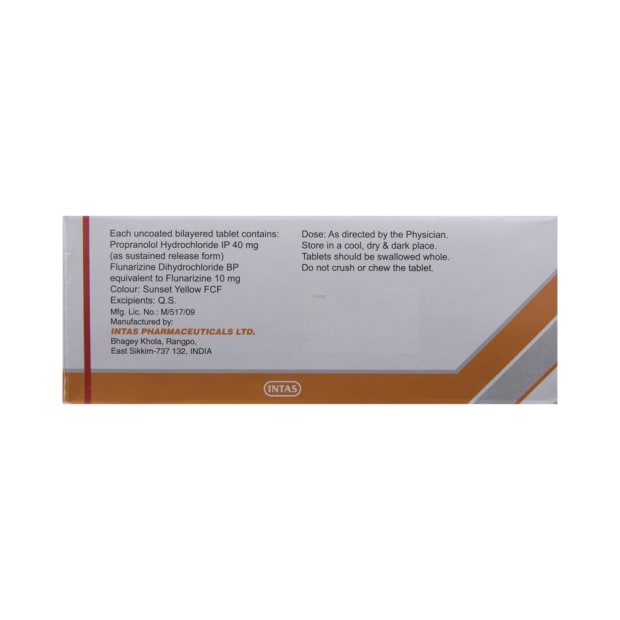 Each uncoated bilayered tablet contains:
Propranolol Hydrochloride IP 40 mg
(as sustained release form)
Flunarizine Dihydrochloride BP
equivalent to Flunarizine 10 mg
Colour: Sunset Yellow FCF
Excipients: Q.S.
Mfg. Lic. No.: M/517/09
Manufactured by:
INTAS PHARMACEUTICALS LTD.
Bhagey Khola, Rangpo,
East Sikkim-737 132, INDIA
Dose: As directed by the Physician.
Store in a cool, dry & dark place.
Tablets should be swallowed whole.
Do not crush or chew the tablet.
INTAS